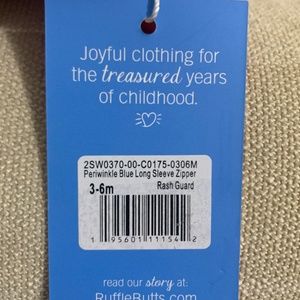 Joyful clothing for
the treasured years
of childhood.
2SW0370-00-C0175-0306M
Periwinkle Blue Long Sleeve Zipper
3-6m Rash Guard
1 95601 11154 2
read our story at:
RuffleButts.com